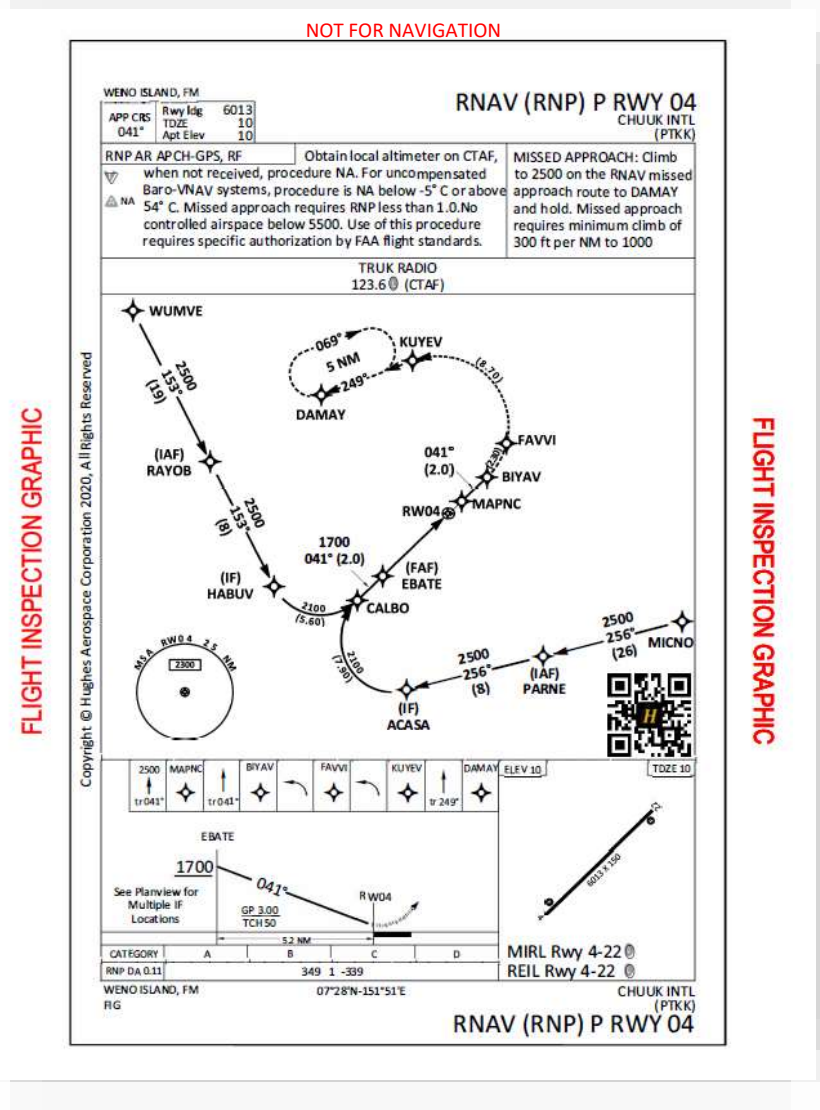 NOT FOR NAVIGATION
WENO ISLAND, FM
RNAV (RNP) P RWY 04
CHUUK INTL
(PTKK)
APP CRS
041°
Rwy ldg 6013
TDZE 10
Apt Elev 10
RNP AR APCH-GPS, RF
Obtain local altimeter on CTAF,
when not received, procedure NA. For uncompensated
Baro-VNAV systems, procedure is NA below -5° C or above
54° C. Missed approach requires RNP less than 1.0.No
controlled airspace below 5500. Use of this procedure
requires specific authorization by FAA flight standards.
NA
MISSED APPROACH: Climb
to 2500 on the RNAV missed
approach route to DAMAY
and hold. Missed approach
requires minimum climb of
300 ft per NM to 1000
TRUK RADIO
123.6 (CTAF)
WUMVE
2500
153°
(19)
(IAF)
RAYOB
2500
153°
(8)
(IF)
HABUV
2100
(5.60)
069°
5 NM
249°
DAMAY
KUYEV
(8.70)
FAVVI
(2.30)
BIYAV
041°
(2.0)
MAPNC
RW04
1700
041° (2.0)
(FAF)
EBATE
CALBO
2100
(7.90)
(IF)
ACASA
2500
256°
(8)
(IAF)
PARNE
2500
256°
(26)
MICNO
MSA RW04 25 NM
2300
H
Copyright © Hughes Aerospace Corporation 2020, All Rights Reserved
FLIGHT INSPECTION GRAPHIC
FLIGHT INSPECTION GRAPHIC
2500
tr041°
MAPNC
tr041°
BIYAV
FAVVI
KUYEV
tr 249°
DAMAY
ELEV 10
TDZE 10
6013 X 150
4
22
EBATE
1700
041°
RW04
See Planview for
Multiple IF
Locations
GP 3.00
TCH 50
5.2 NM
CATEGORY A B C D
RNP DA 0.11 349 1 -339
MIRL Rwy 4-22
REIL Rwy 4-22
WENO ISLAND, FM
FIG
07°28'N-151°51'E
CHUUK INTL
(PTKK)
RNAV (RNP) P RWY 04